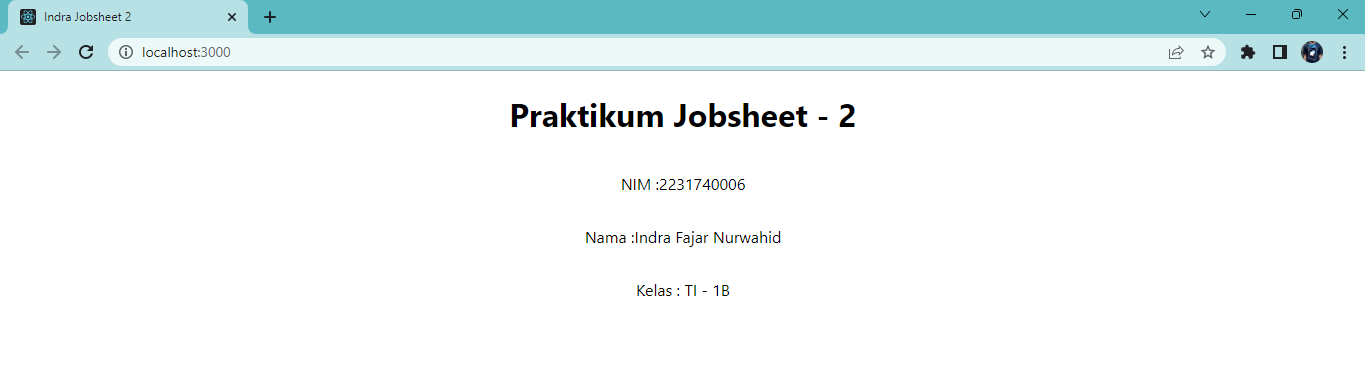 Indra Jobsheet 2
localhost:3000
Praktikum Jobsheet - 2
NIM :2231740006
Nama :Indra Fajar Nurwahid
Kelas : TI - 1B